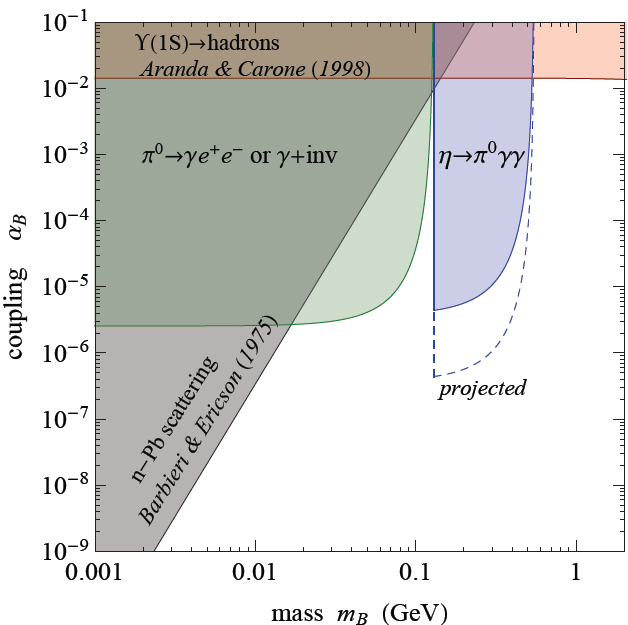 10⁻¹
10⁻²
10⁻³
10⁻⁴
10⁻⁵
10⁻⁶
10⁻⁷
10⁻⁸
10⁻⁹
coupling α_B
ϒ(1S)→hadrons
Aranda & Carone (1998)
π⁰→γe⁺e⁻ or γ+inv
η→π⁰γγ
projected
n−Pb scattering
Barbieri & Ericson (1975)
0.001 0.01 0.1 1
mass m_B (GeV)